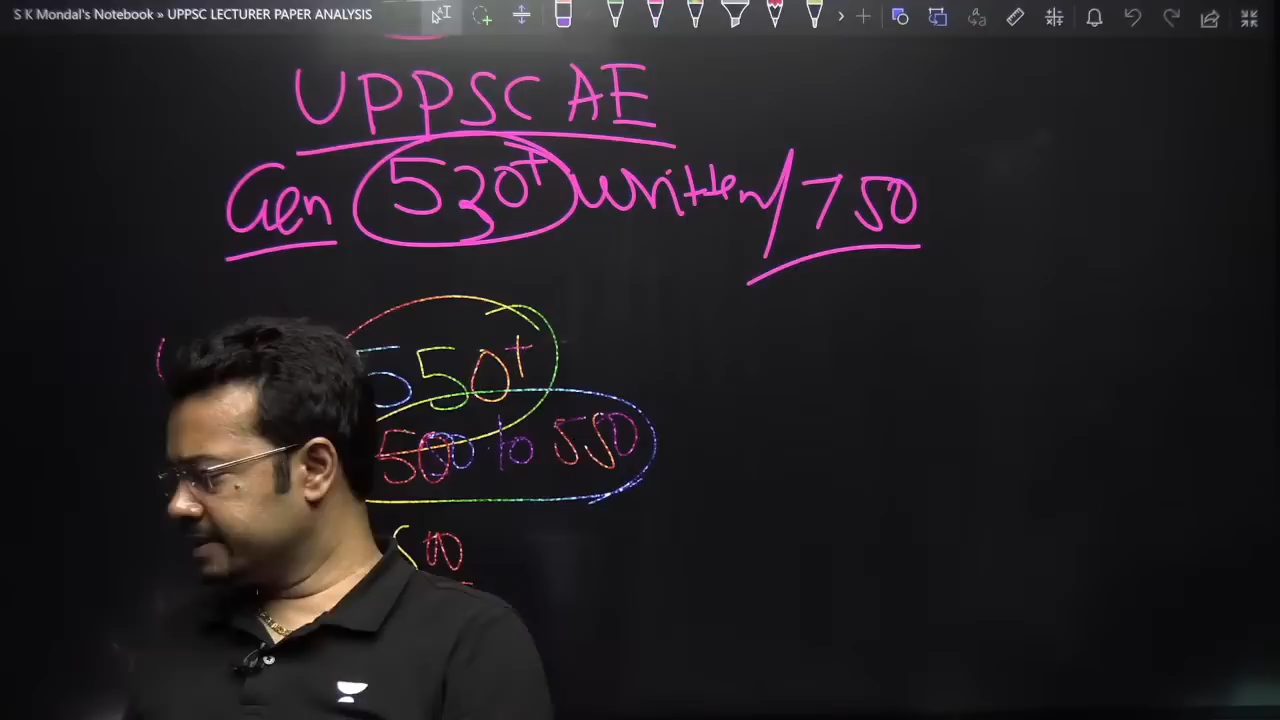 S K Mondal's Notebook » UPPSC LECTURER PAPER ANALYSIS
UPPSC AE
Gen 530+ written/750
550+
500 to 550